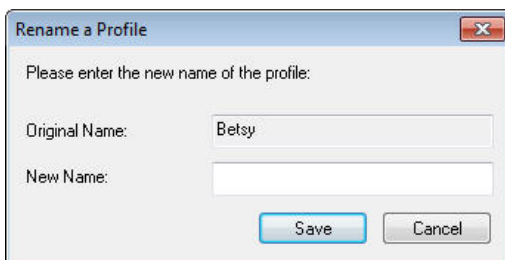 Rename a Profile
Please enter the new name of the profile:
Original Name: Betsy
New Name:
Save Cancel